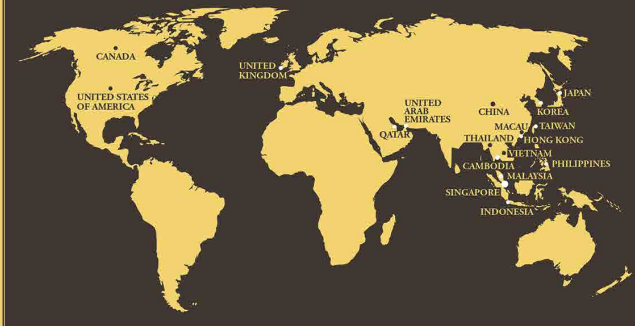 CANADA
UNITED STATES
OF AMERICA
UNITED
KINGDOM
UNITED
ARAB
EMIRATES
QATAR
CHINA
JAPAN
KOREA
MACAU
TAIWAN
THAILAND
HONG KONG
VIETNAM
CAMBODIA
PHILIPPINES
MALAYSIA
SINGAPORE
INDONESIA